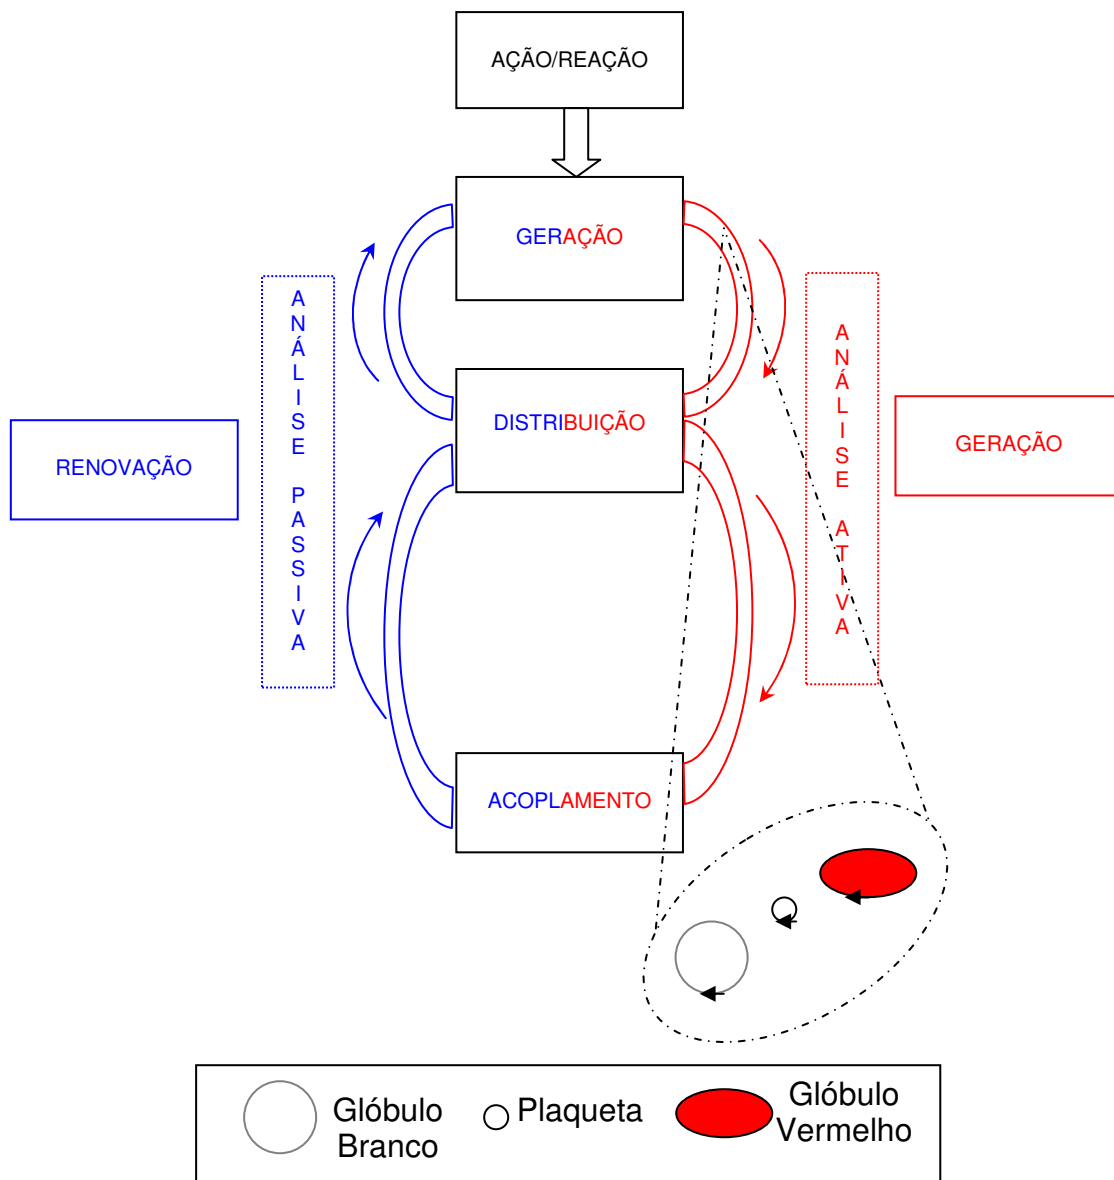 AÇÃO/REAÇÃO
GERAÇÃO
ANÁLISE PASSIVA
ANÁLISE ATIVA
DISTRIBUIÇÃO
RENOVAÇÃO
GERAÇÃO
ACOPLAMENTO
Glóbulo
Branco
Plaqueta
Glóbulo
Vermelho